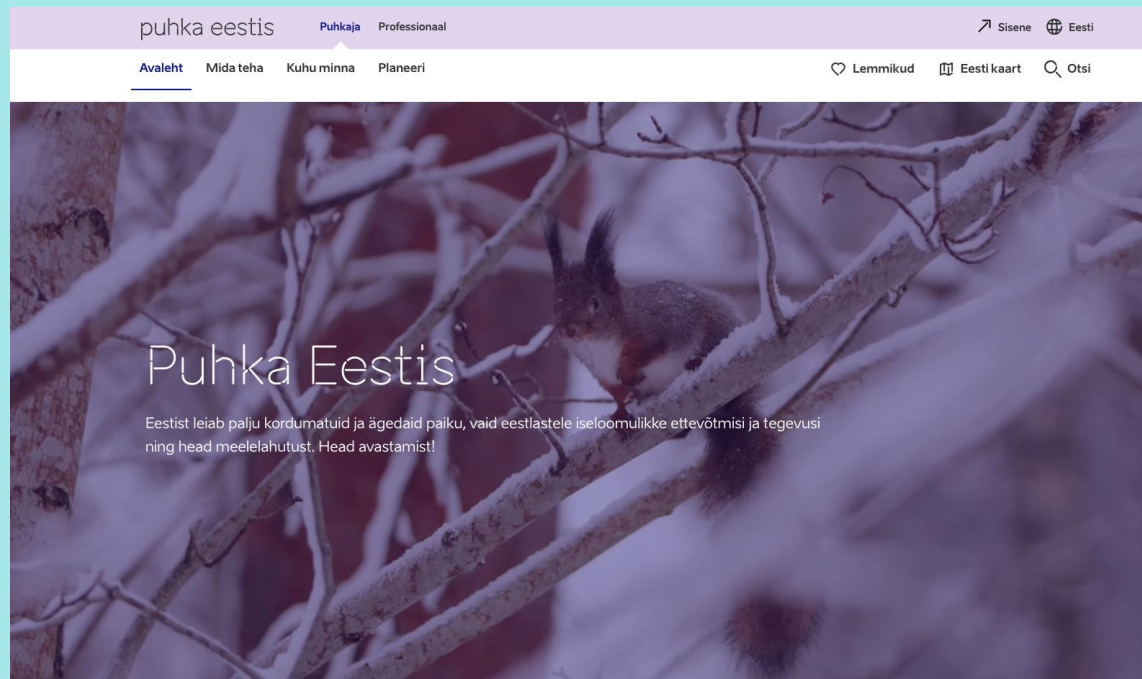 puhka eestis Puhkaja Professionaal Sisene Eesti
Avaleht Mida teha Kuhu minna Planeeri Lemmikud Eesti kaart Otsi
Puhka Eestis
Eestist leiab palju kordumatuid ja ägedaid paiku, vaid eestlastele iseloomulikke ettevõtmisi ja tegevusi
ning head meelelahutust. Head avastamist!